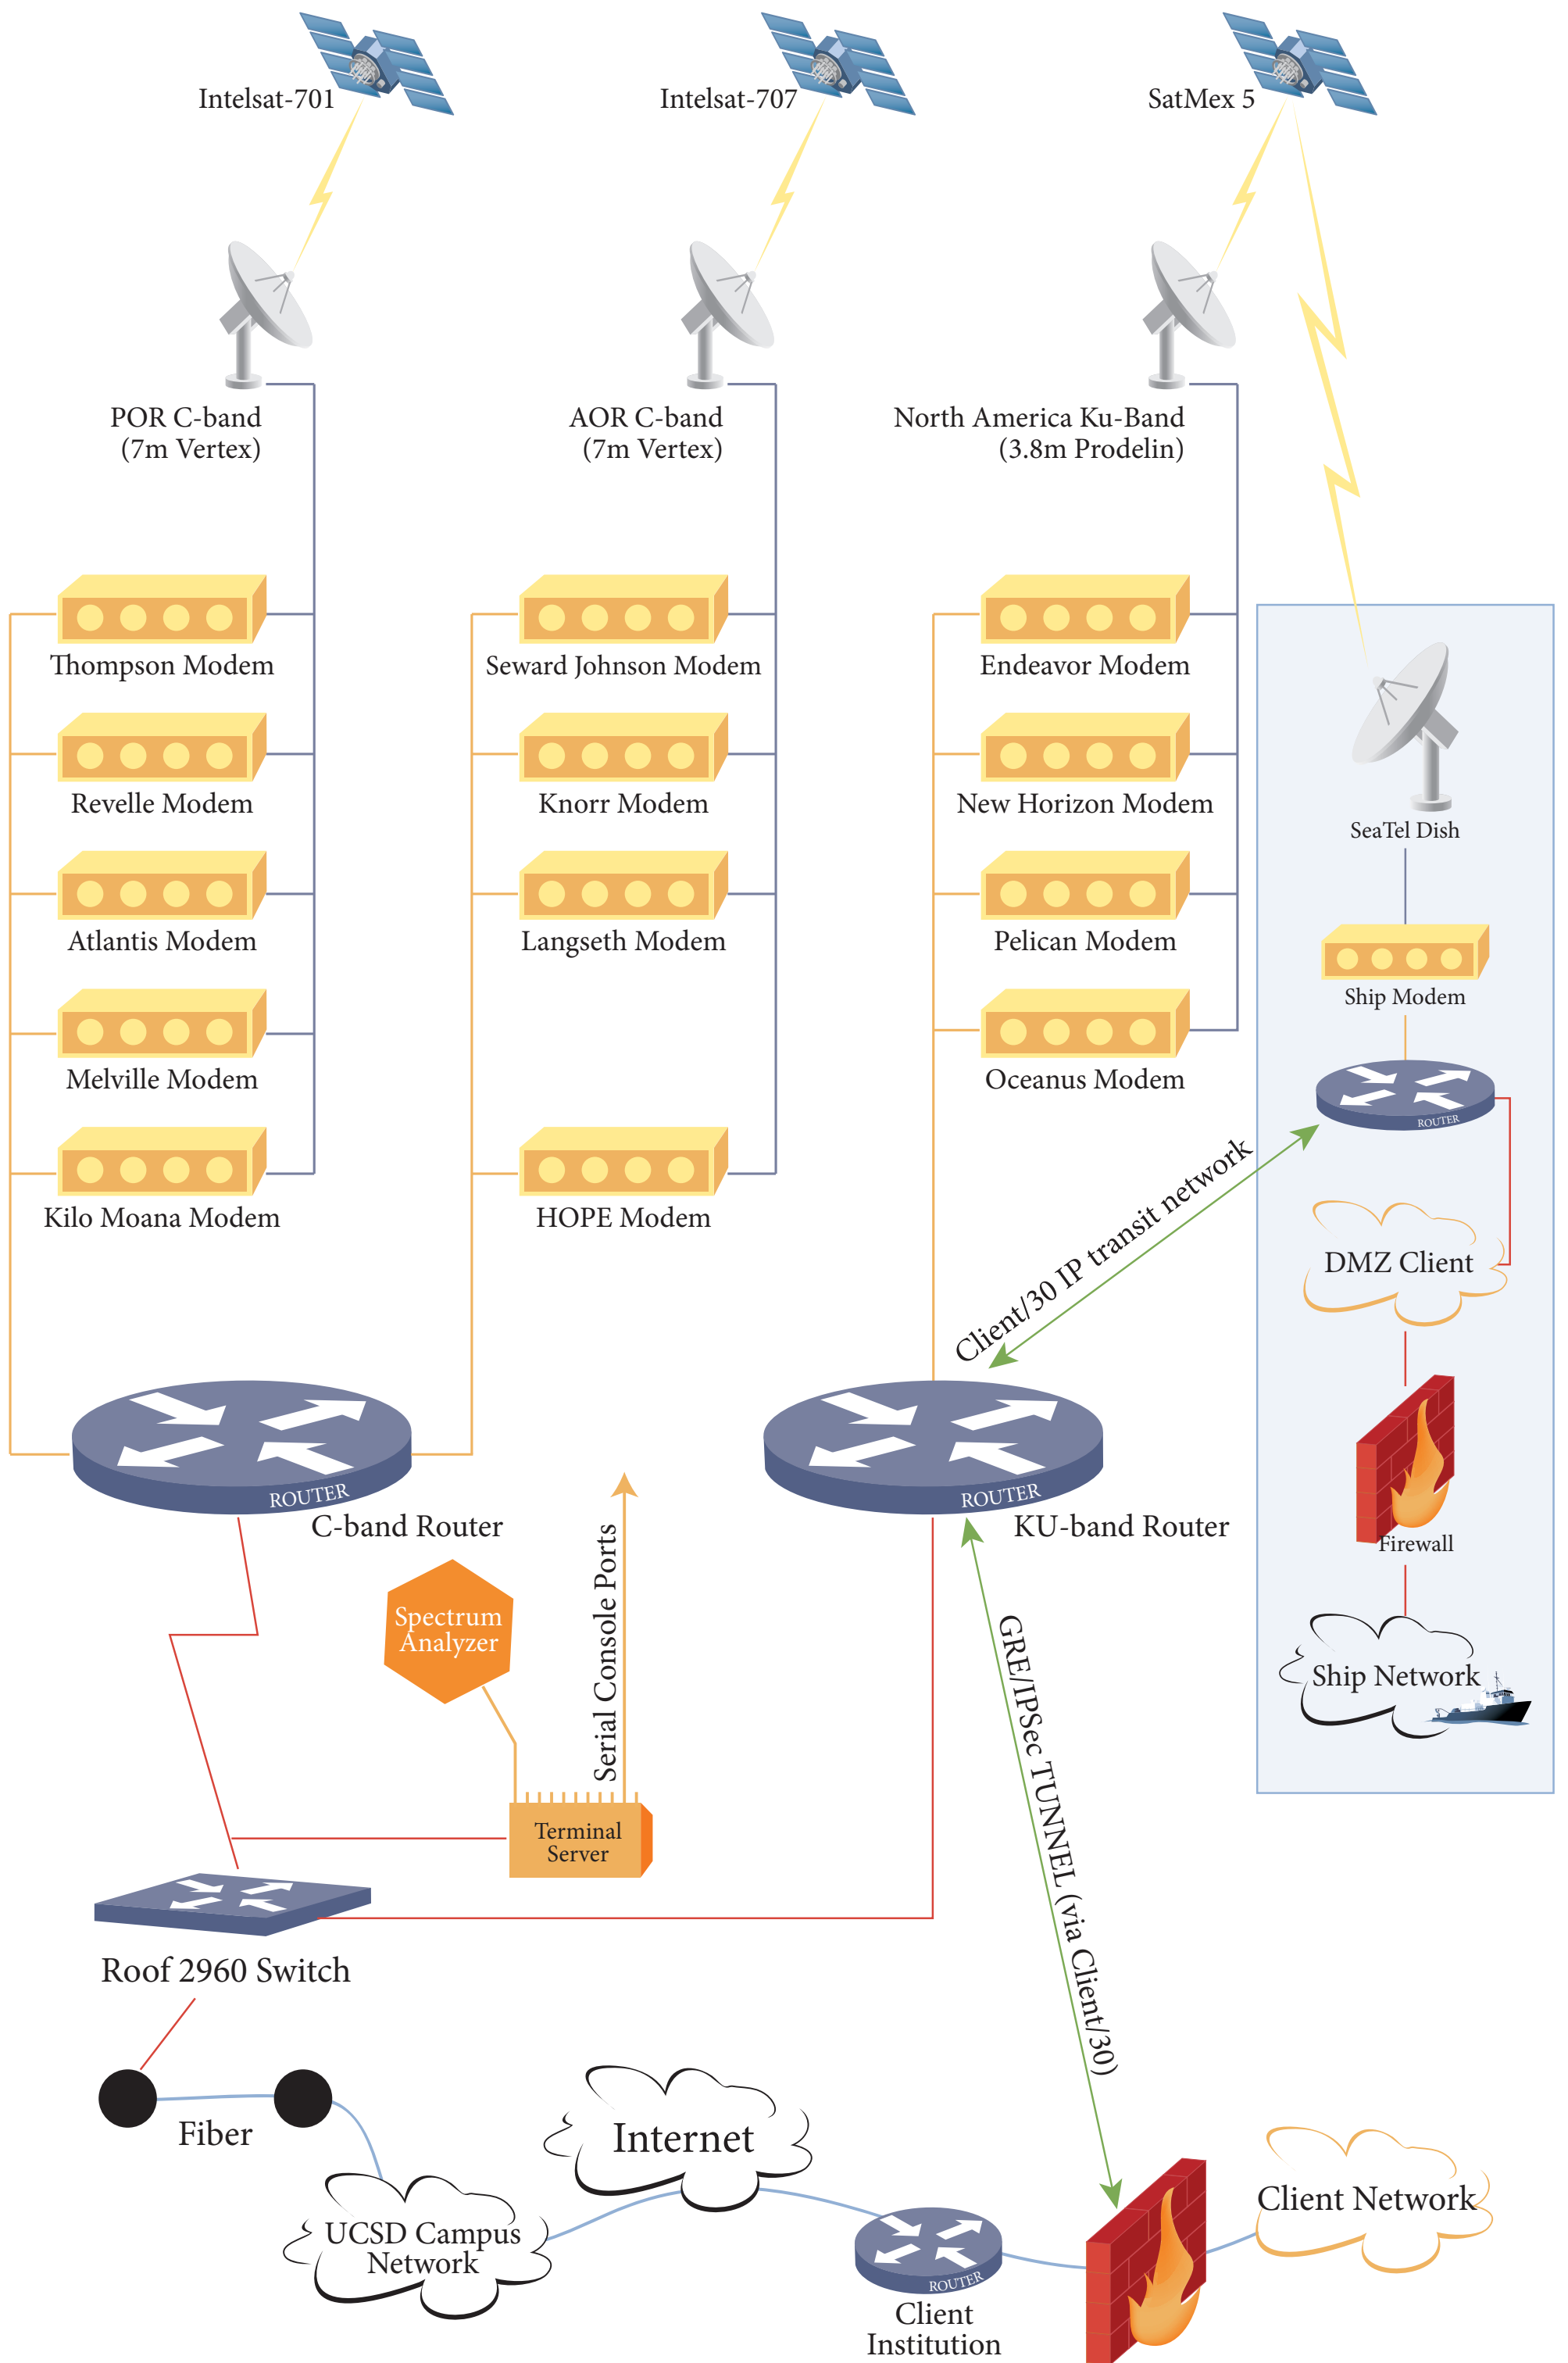 Intelsat-701
Intelsat-707
SatMex 5
POR C-band
(7m Vertex)
AOR C-band
(7m Vertex)
North America Ku-Band
(3.8m Prodelin)
Thompson Modem
Revelle Modem
Atlantis Modem
Melville Modem
Kilo Moana Modem
Seward Johnson Modem
Knorr Modem
Langseth Modem
HOPE Modem
Endeavor Modem
New Horizon Modem
Pelican Modem
Oceanus Modem
SeaTel Dish
Ship Modem
ROUTER
DMZ Client
Firewall
Ship Network
Client/30 IP transit network
ROUTER
C-band Router
ROUTER
KU-band Router
Spectrum
Analyzer
Serial Console Ports
Terminal
Server
GRE/IPSec TUNNEL (via Client/30)
Roof 2960 Switch
Fiber
UCSD Campus
Network
Internet
ROUTER
Client
Institution
Client Network